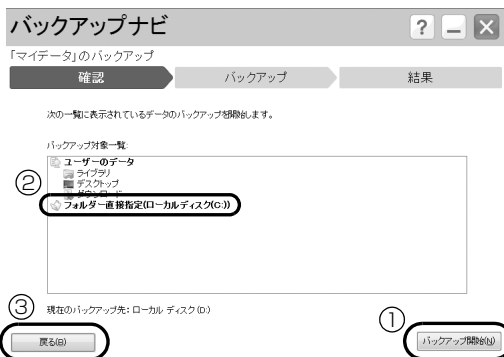 バックアップナビ
? － ×
「マイデータ」のバックアップ
確認 バックアップ 結果
次の一覧に表示されているデータのバックアップを開始します。
バックアップ対象一覧:
ユーザーのデータ
ライブラリ
デスクトップ
② ダウンロード
フォルダー直接指定(ローカルディスク(C:))
③ 現在のバックアップ先: ローカル ディスク (D:)
①
戻る(B) バックアップ開始(N)